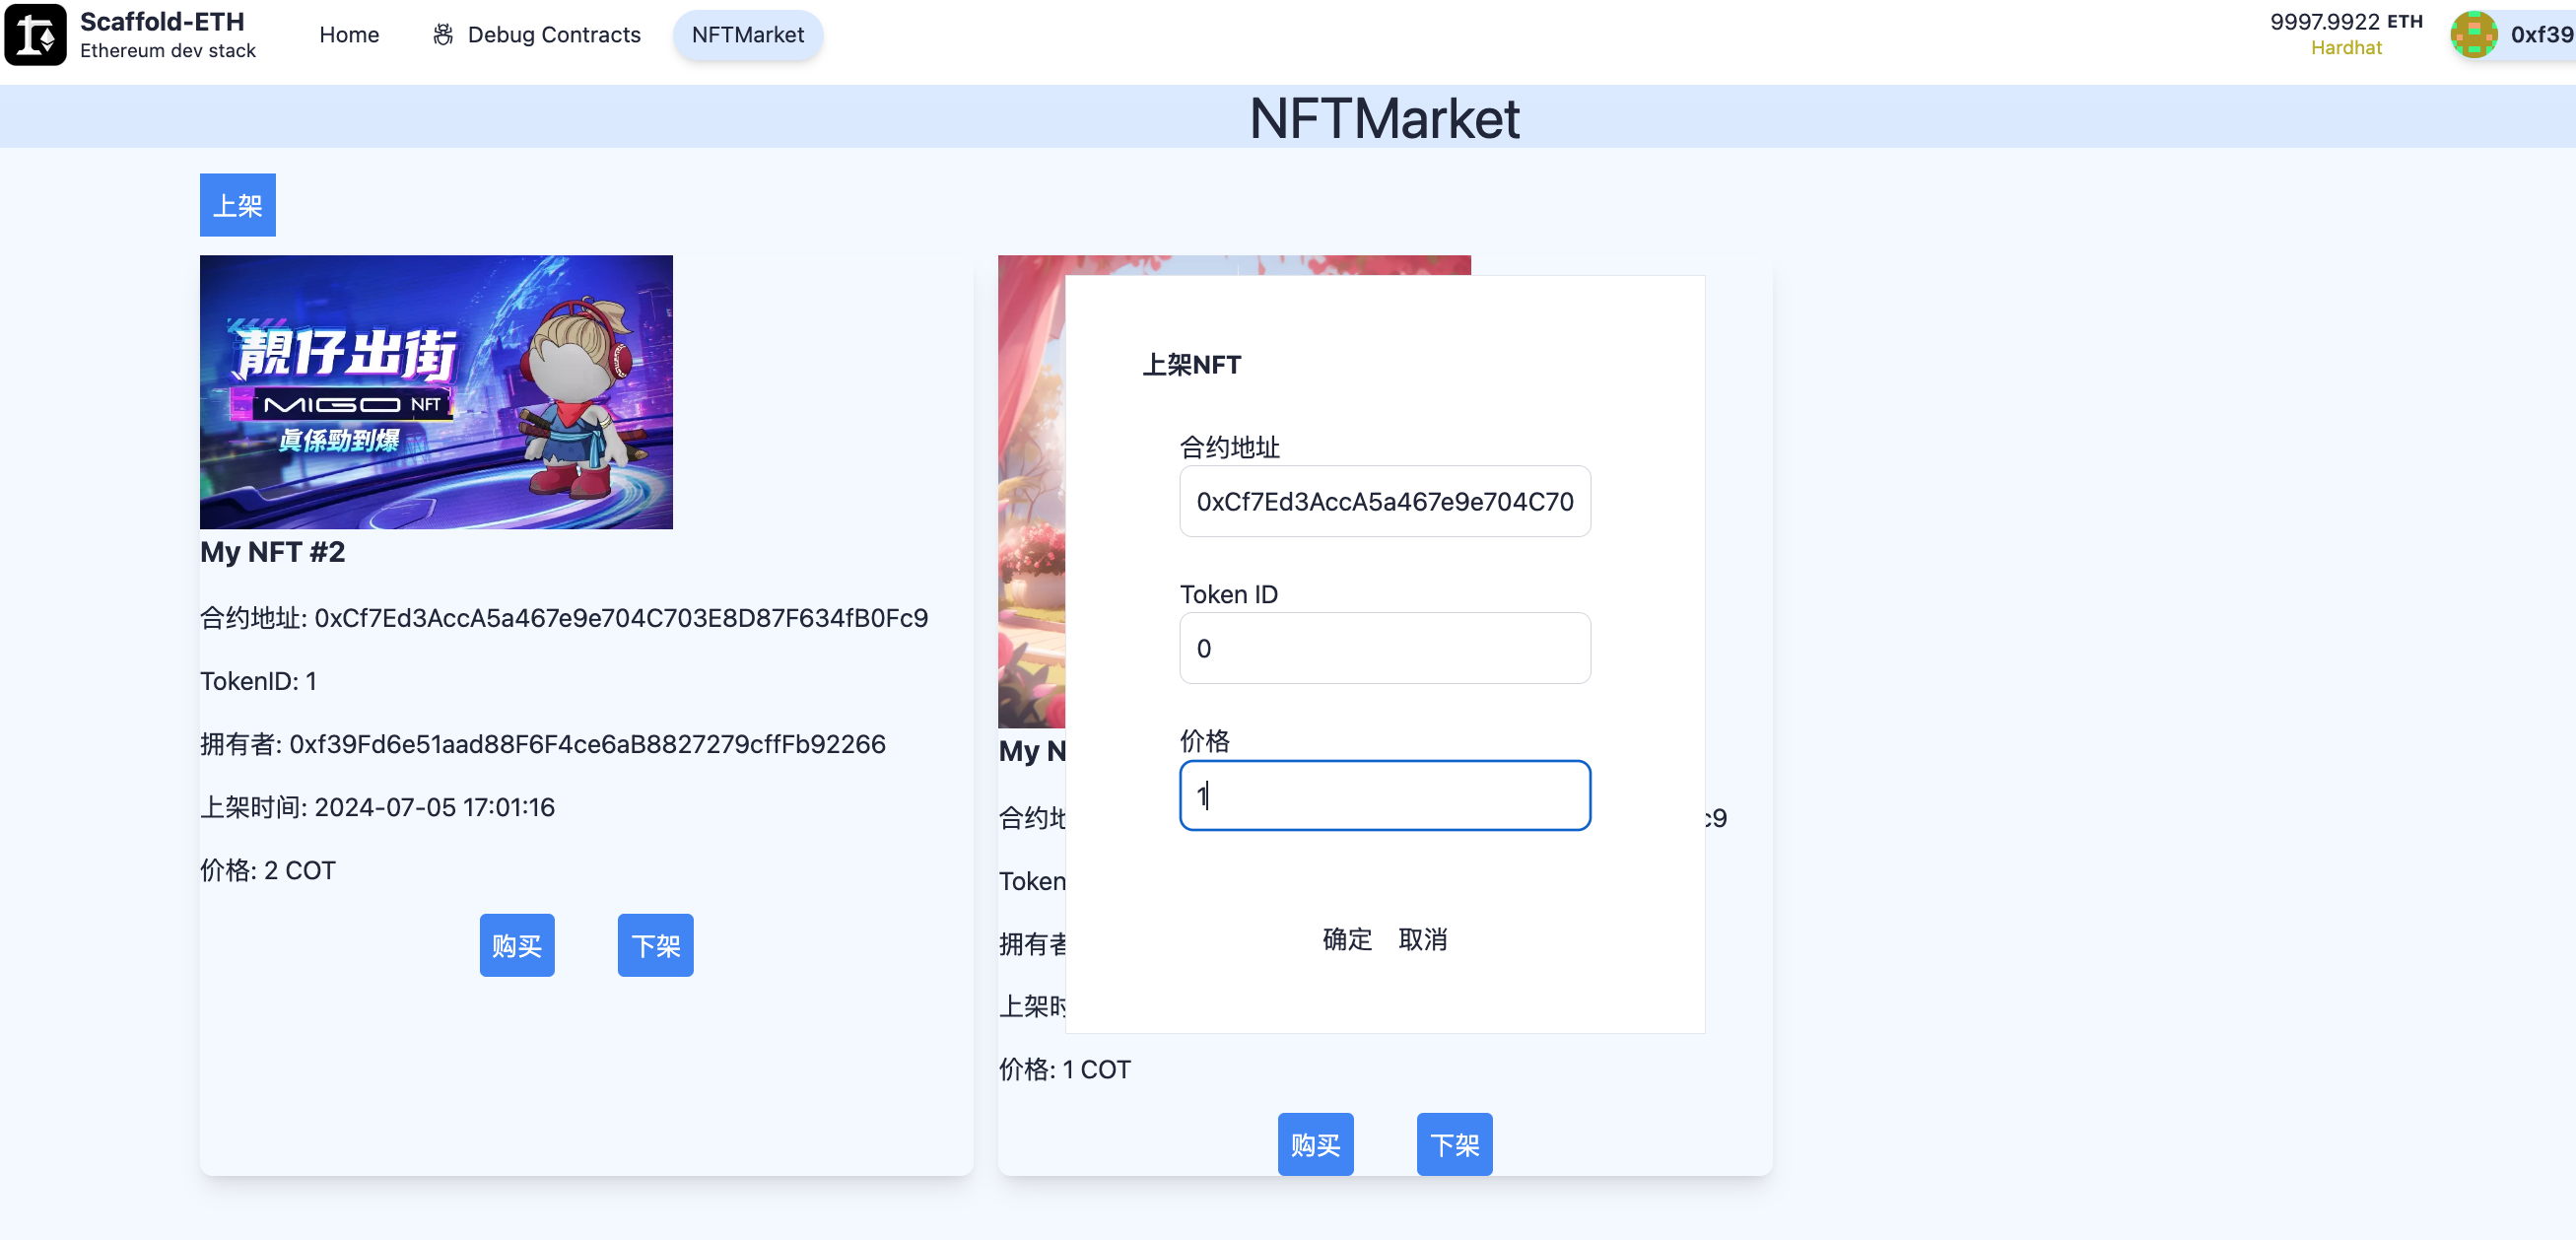 Scaffold-ETH
Ethereum dev stack
Home
Debug Contracts
NFTMarket
9997.9922 ETH
Hardhat
0xf39
NFTMarket
上架
靚仔出街
MIGO NFT
真係勁到爆
My NFT #2
合约地址: 0xCf7Ed3AccA5a467e9e704C703E8D87F634fB0Fc9
TokenID: 1
拥有者: 0xf39Fd6e51aad88F6F4ce6aB8827279cffFb92266
上架时间: 2024-07-05 17:01:16
价格: 2 COT
购买
下架
上架NFT
合约地址
0xCf7Ed3AccA5a467e9e704C70
Token ID
0
价格
1
确定
取消
My N
合约地
c9
Token
拥有者
上架时
价格: 1 COT
购买
下架